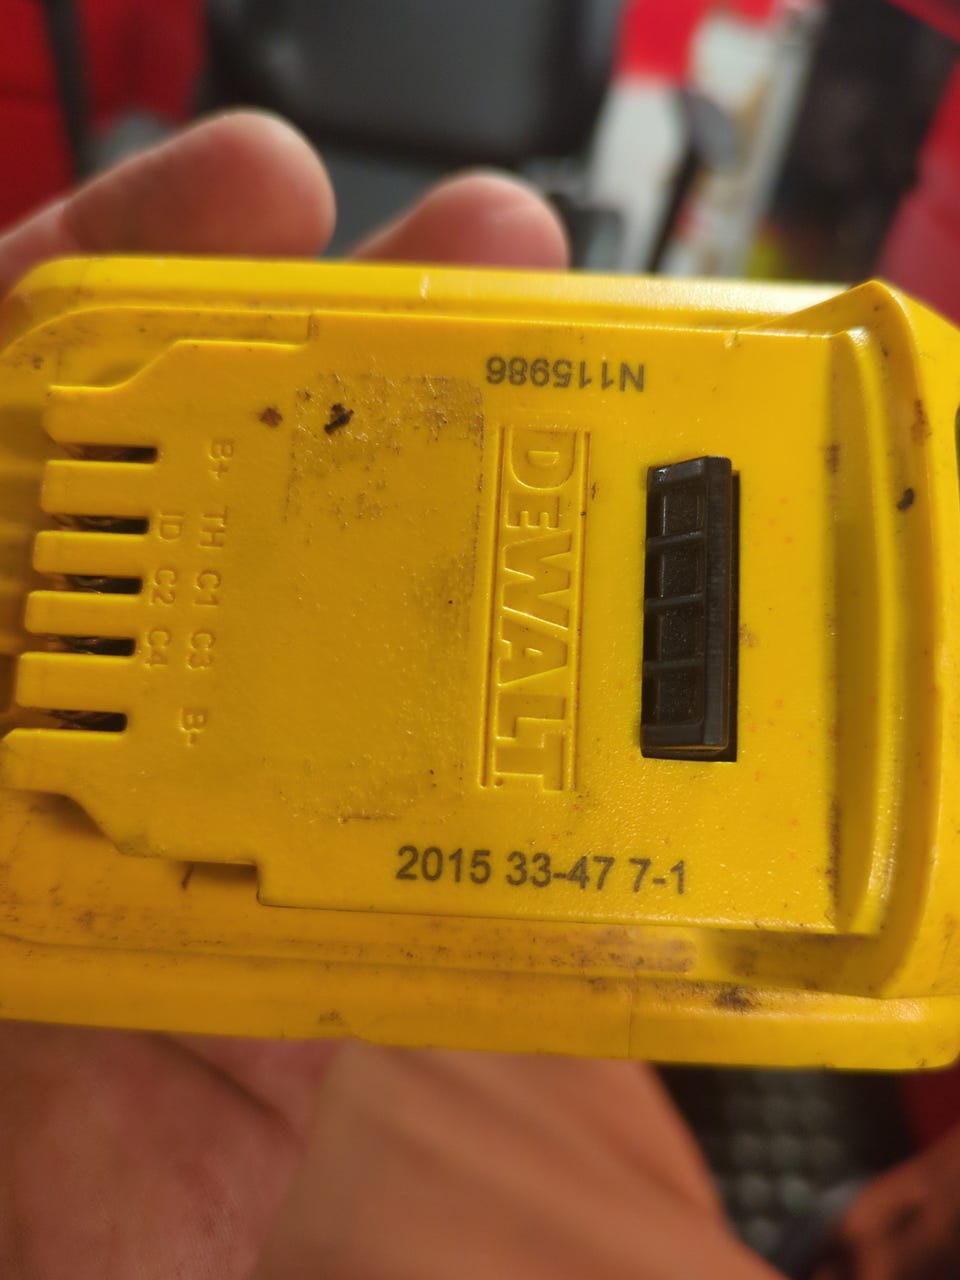 N115986
DEWALT
2015 33-47 7-1
B+
TH
ID
C1
C2
C3
C4
B-